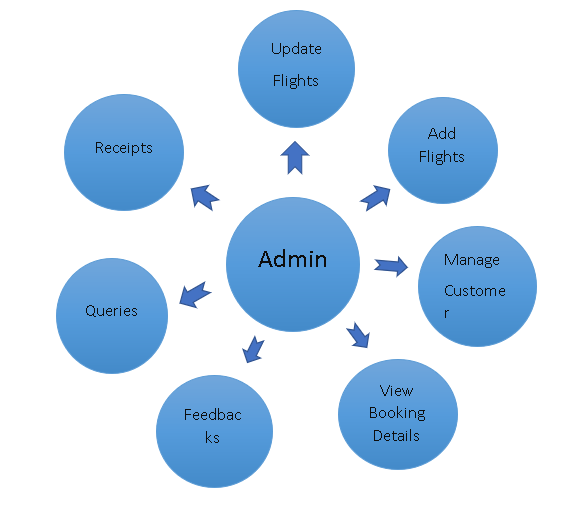 Update
Flights
Add
Flights
Receipts
Admin
Manage
Custome
r
Queries
View
Booking
Details
Feedbac
ks